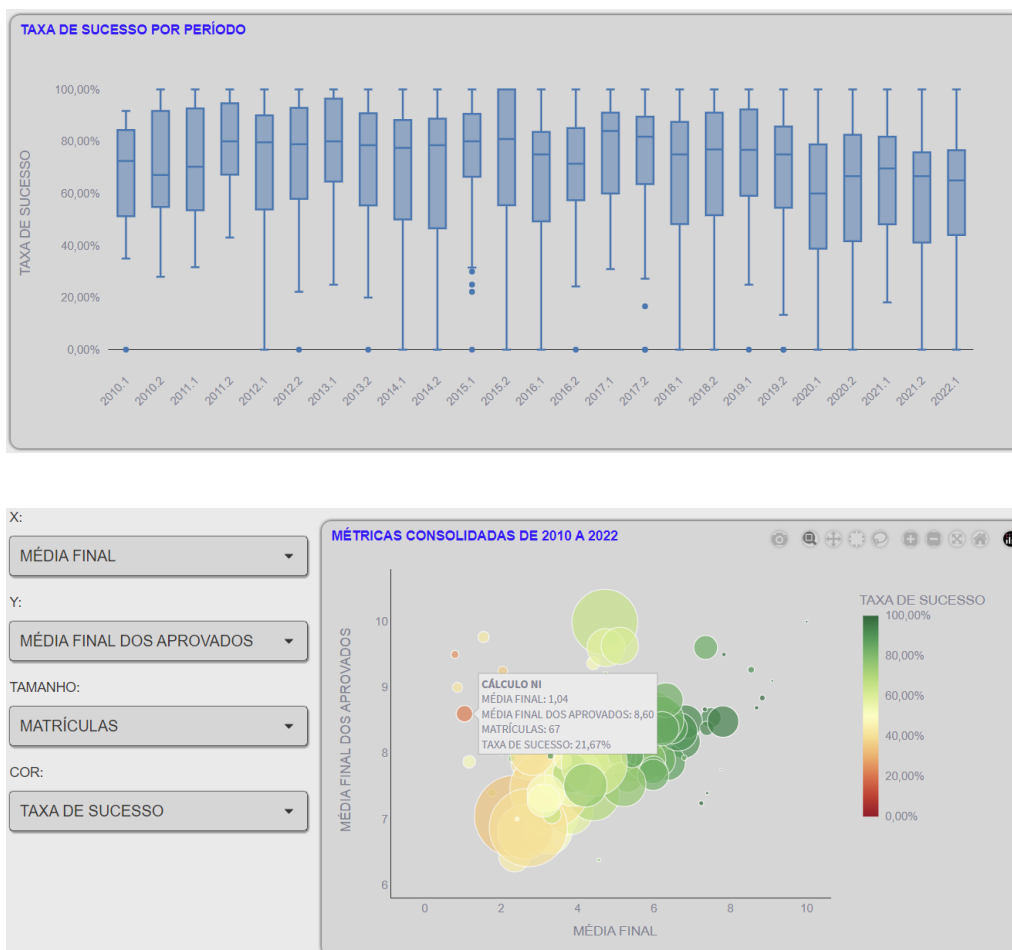 TAXA DE SUCESSO POR PERÍODO
100,00%
80,00%
60,00%
40,00%
20,00%
0,00%
TAXA DE SUCESSO
2010.1 2010.2 2011.1 2011.2 2012.1 2012.2 2013.1 2013.2 2014.1 2014.2 2015.1 2015.2 2016.1 2016.2 2017.1 2017.2 2018.1 2018.2 2019.1 2019.2 2020.1 2020.2 2021.1 2021.2 2022.1
X:
MÉDIA FINAL
Y:
MÉDIA FINAL DOS APROVADOS
TAMANHO:
MATRÍCULAS
COR:
TAXA DE SUCESSO
MÉTRICAS CONSOLIDADAS DE 2010 A 2022
MÉDIA FINAL DOS APROVADOS
10
9
8
7
6
CÁLCULO NI
MÉDIA FINAL: 1,04
MÉDIA FINAL DOS APROVADOS: 8,60
MATRÍCULAS: 67
TAXA DE SUCESSO: 21,67%
0 2 4 6 8 10
MÉDIA FINAL
TAXA DE SUCESSO
100,00%
80,00%
60,00%
40,00%
20,00%
0,00%